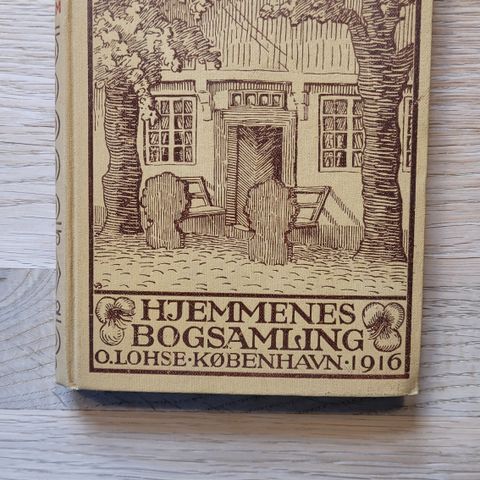 HJEMMENES
BOGSAMLING
O. LOHSE · KØBENHAVN · 1916